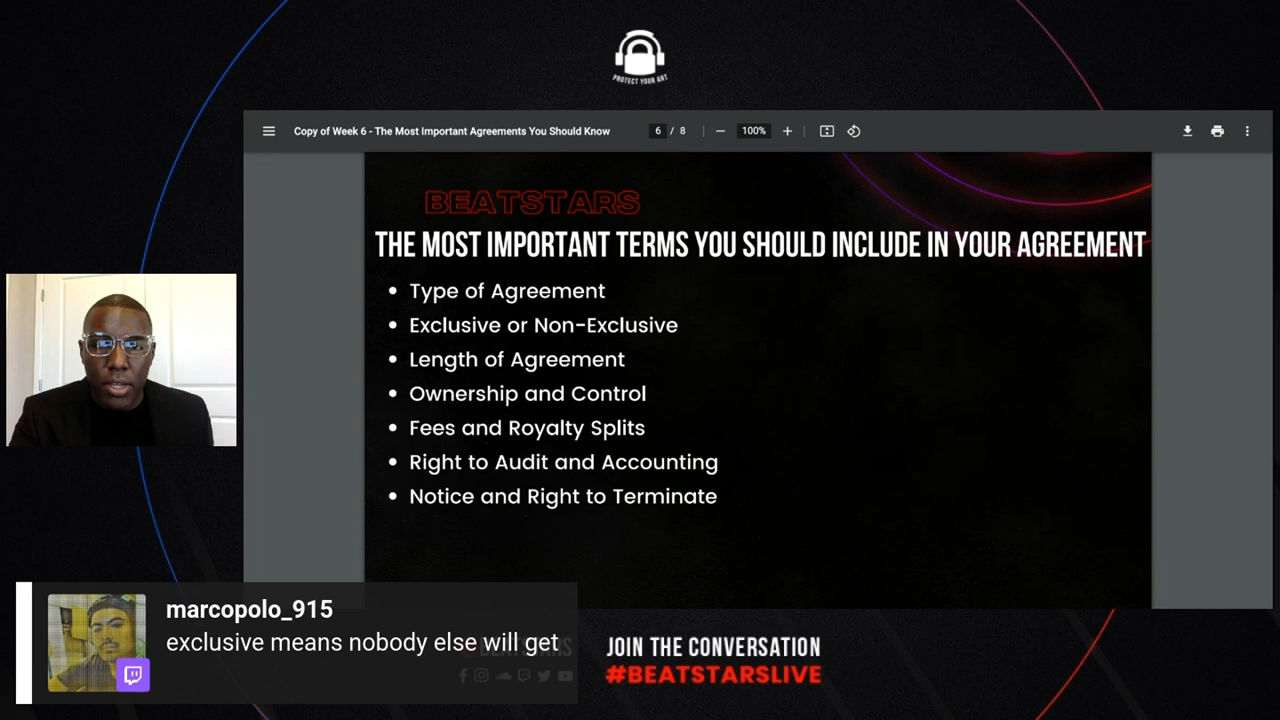 PROTECT YOUR ART
Copy of Week 6 - The Most Important Agreements You Should Know
6 / 8
100%
BEATSTARS
THE MOST IMPORTANT TERMS YOU SHOULD INCLUDE IN YOUR AGREEMENT
• Type of Agreement
• Exclusive or Non-Exclusive
• Length of Agreement
• Ownership and Control
• Fees and Royalty Splits
• Right to Audit and Accounting
• Notice and Right to Terminate
marcopolo_915
exclusive means nobody else will get
JOIN THE CONVERSATION
#BEATSTARSLIVE